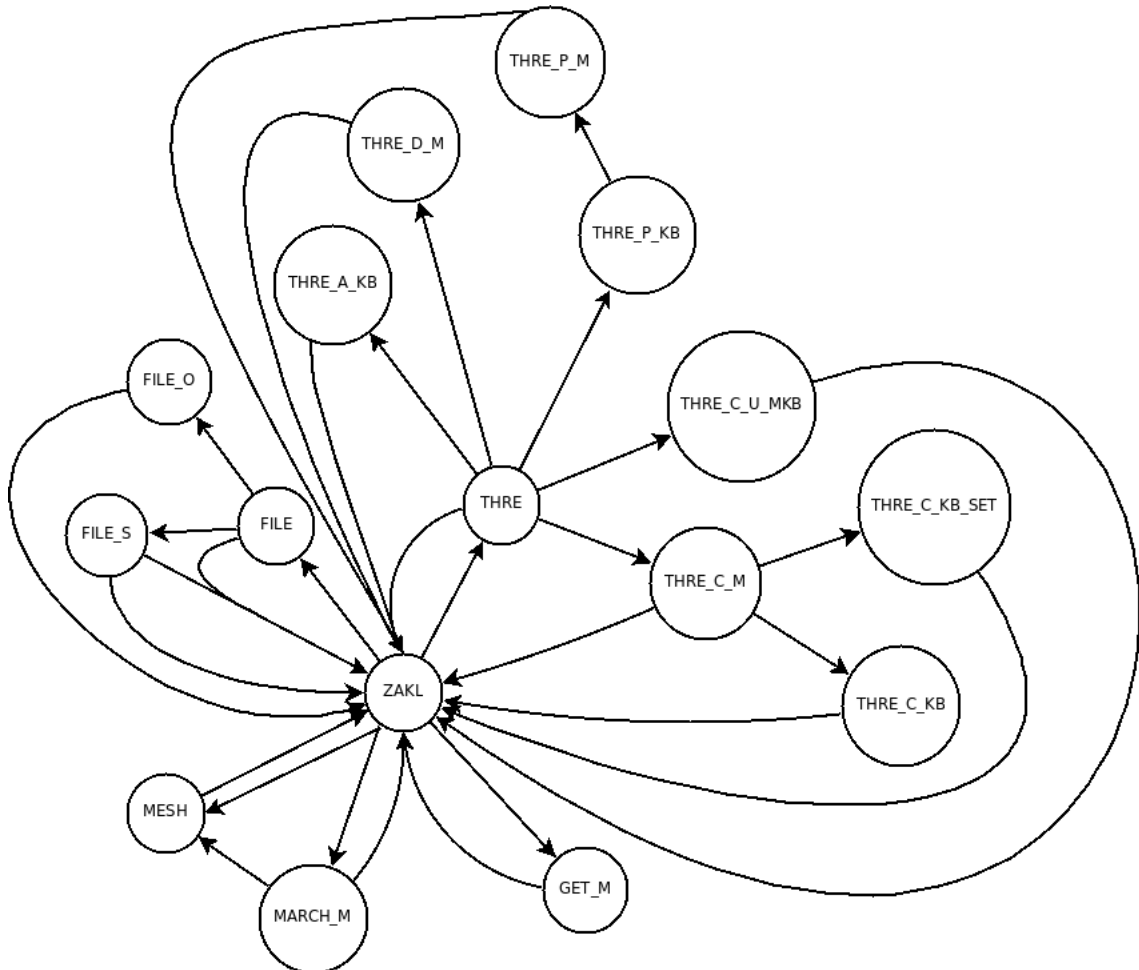 THRE_P_M
THRE_D_M
THRE_P_KB
THRE_A_KB
FILE_O
THRE_C_U_MKB
THRE
THRE_C_KB_SET
FILE
FILE_S
THRE_C_M
ZAKL
THRE_C_KB
MESH
GET_M
MARCH_M